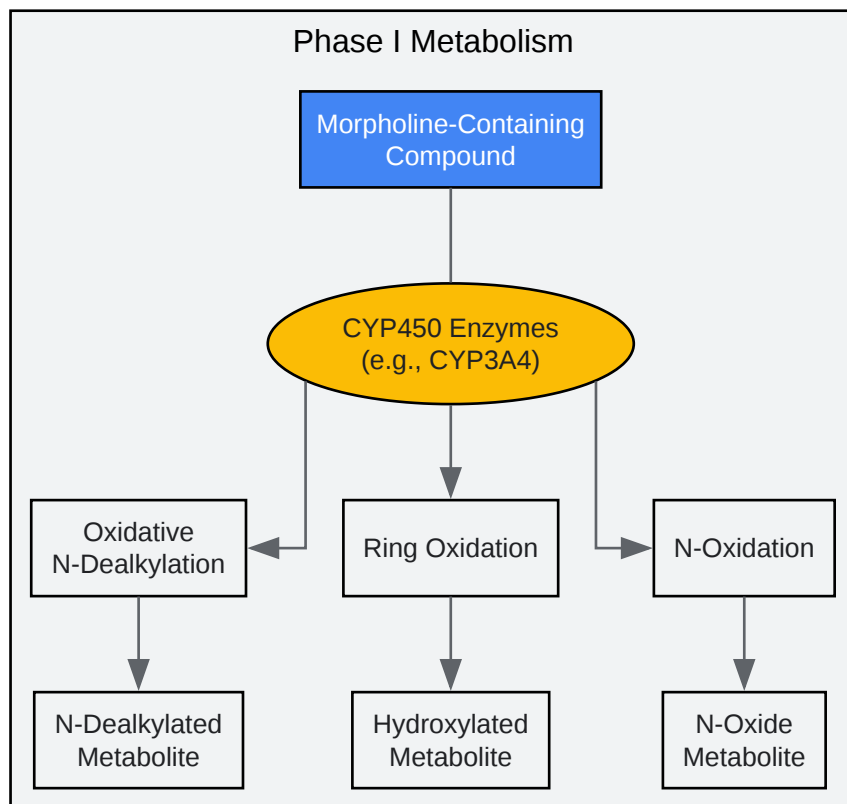 Phase I Metabolism
Morpholine-Containing
Compound
CYP450 Enzymes
(e.g., CYP3A4)
Oxidative
N-Dealkylation
Ring Oxidation
N-Oxidation
N-Dealkylated
Metabolite
Hydroxylated
Metabolite
N-Oxide
Metabolite